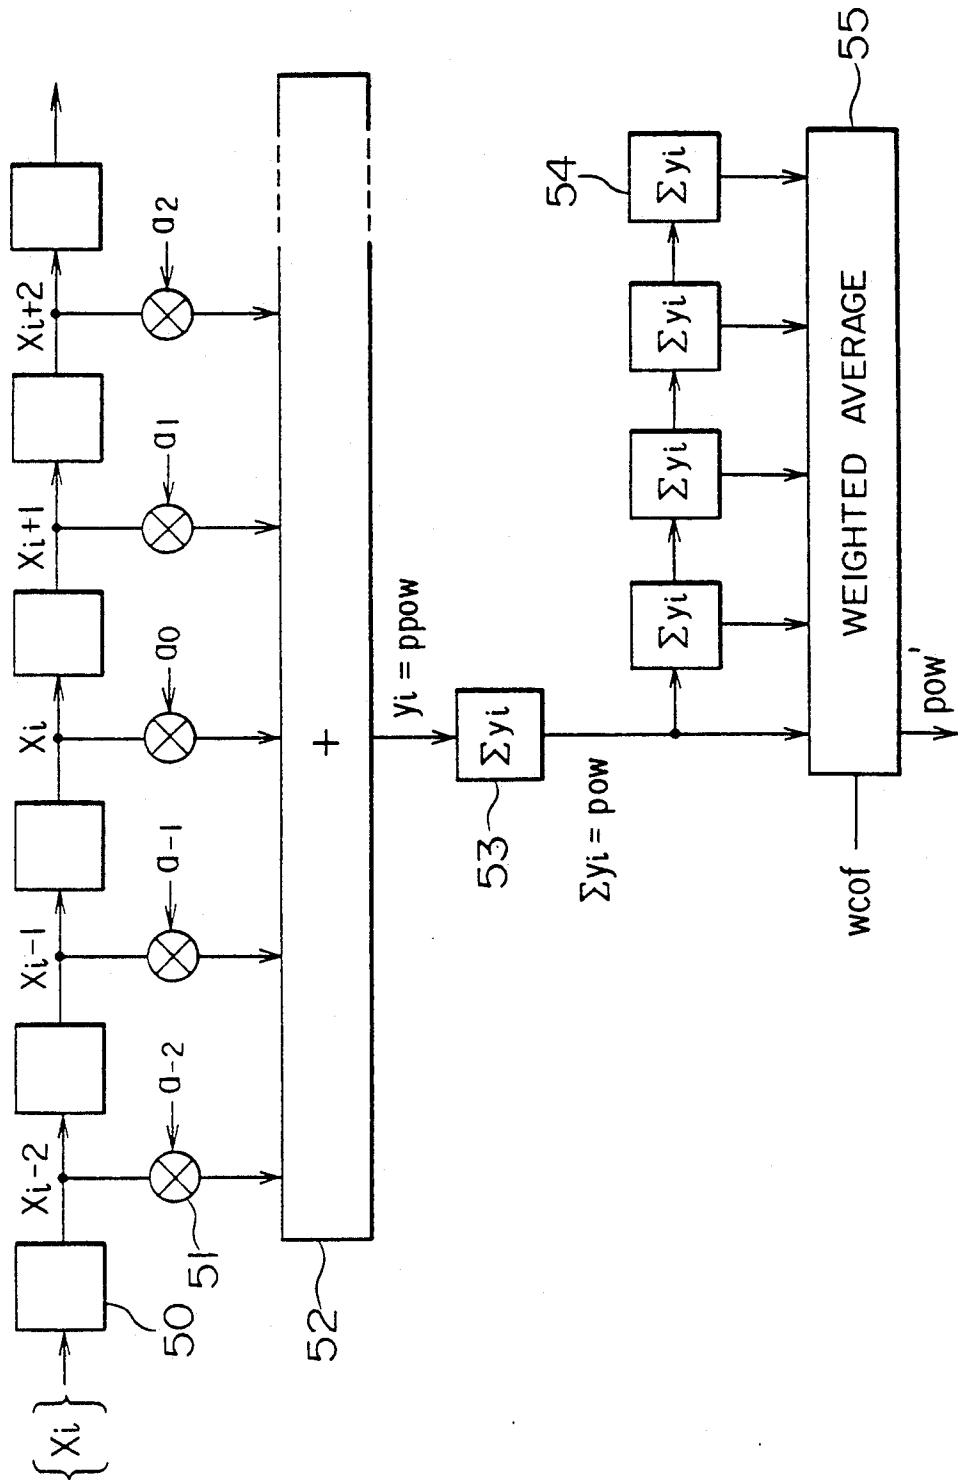 {Xi}
Xi-2
Xi-1
Xi
Xi+1
Xi+2
50
a-2
a-1
a0
a1
a2
51
+
52
yi = ppow
Σyi
53
Σyi = pow
Σyi
Σyi
Σyi
Σyi
54
WEIGHTED AVERAGE
55
wcof
pow'